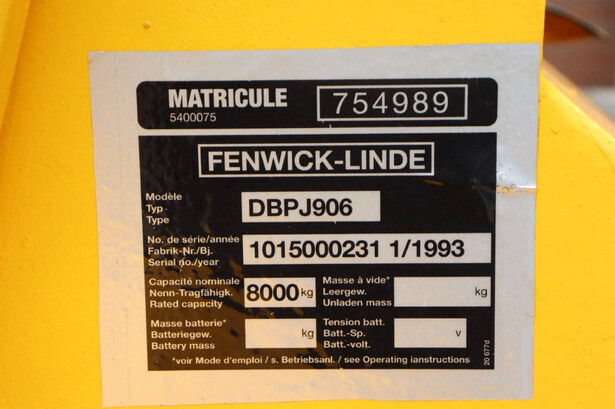 MATRICULE 754989
5400075
FENWICK-LINDE
Modèle
Typ
Type
DBPJ906
No. de série/année
Fabrik-Nr./Bj.
Serial no./year
1015000231 1/1993
Capacité nominale
Nenn-Tragfähigk.
Rated capacity
8000 kg
Masse à vide*
Leergew.
Unladen mass
kg
Masse batterie*
Batteriegew.
Battery mass
kg
Tension batt.
Batt.-Sp.
Batt.-volt.
v
*voir Mode d'emploi / s. Betriebsanl. / see Operating ianstructions
20 677d